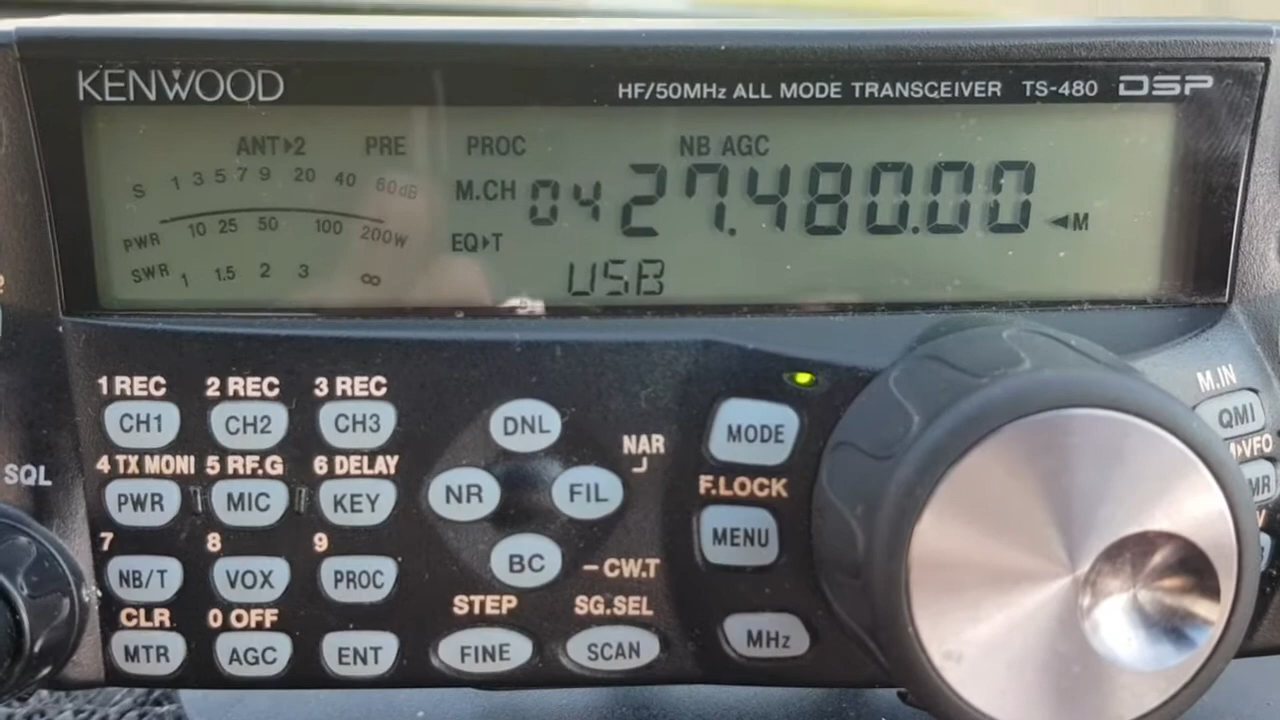 KENWOOD HF/50MHz ALL MODE TRANSCEIVER TS-480 DSP
ANT▸2 PRE PROC NB AGC
S 1 3 5 7 9 20 40 60dB M.CH 04 27.480.00 ◄M
PWR 10 25 50 100 200W EQ▸T
SWR 1 1.5 2 3 ∞ USB
1 REC 2 REC 3 REC M.IN
CH1 CH2 CH3 DNL MODE QMI
SQL 4 TX MONI 5 RF.G 6 DELAY NAR VFO
PWR MIC KEY NR FIL F.LOCK MR
7 8 9 MENU
NB/T VOX PROC BC – CW.T
CLR 0 OFF STEP SG.SEL
MTR AGC ENT FINE SCAN MHz